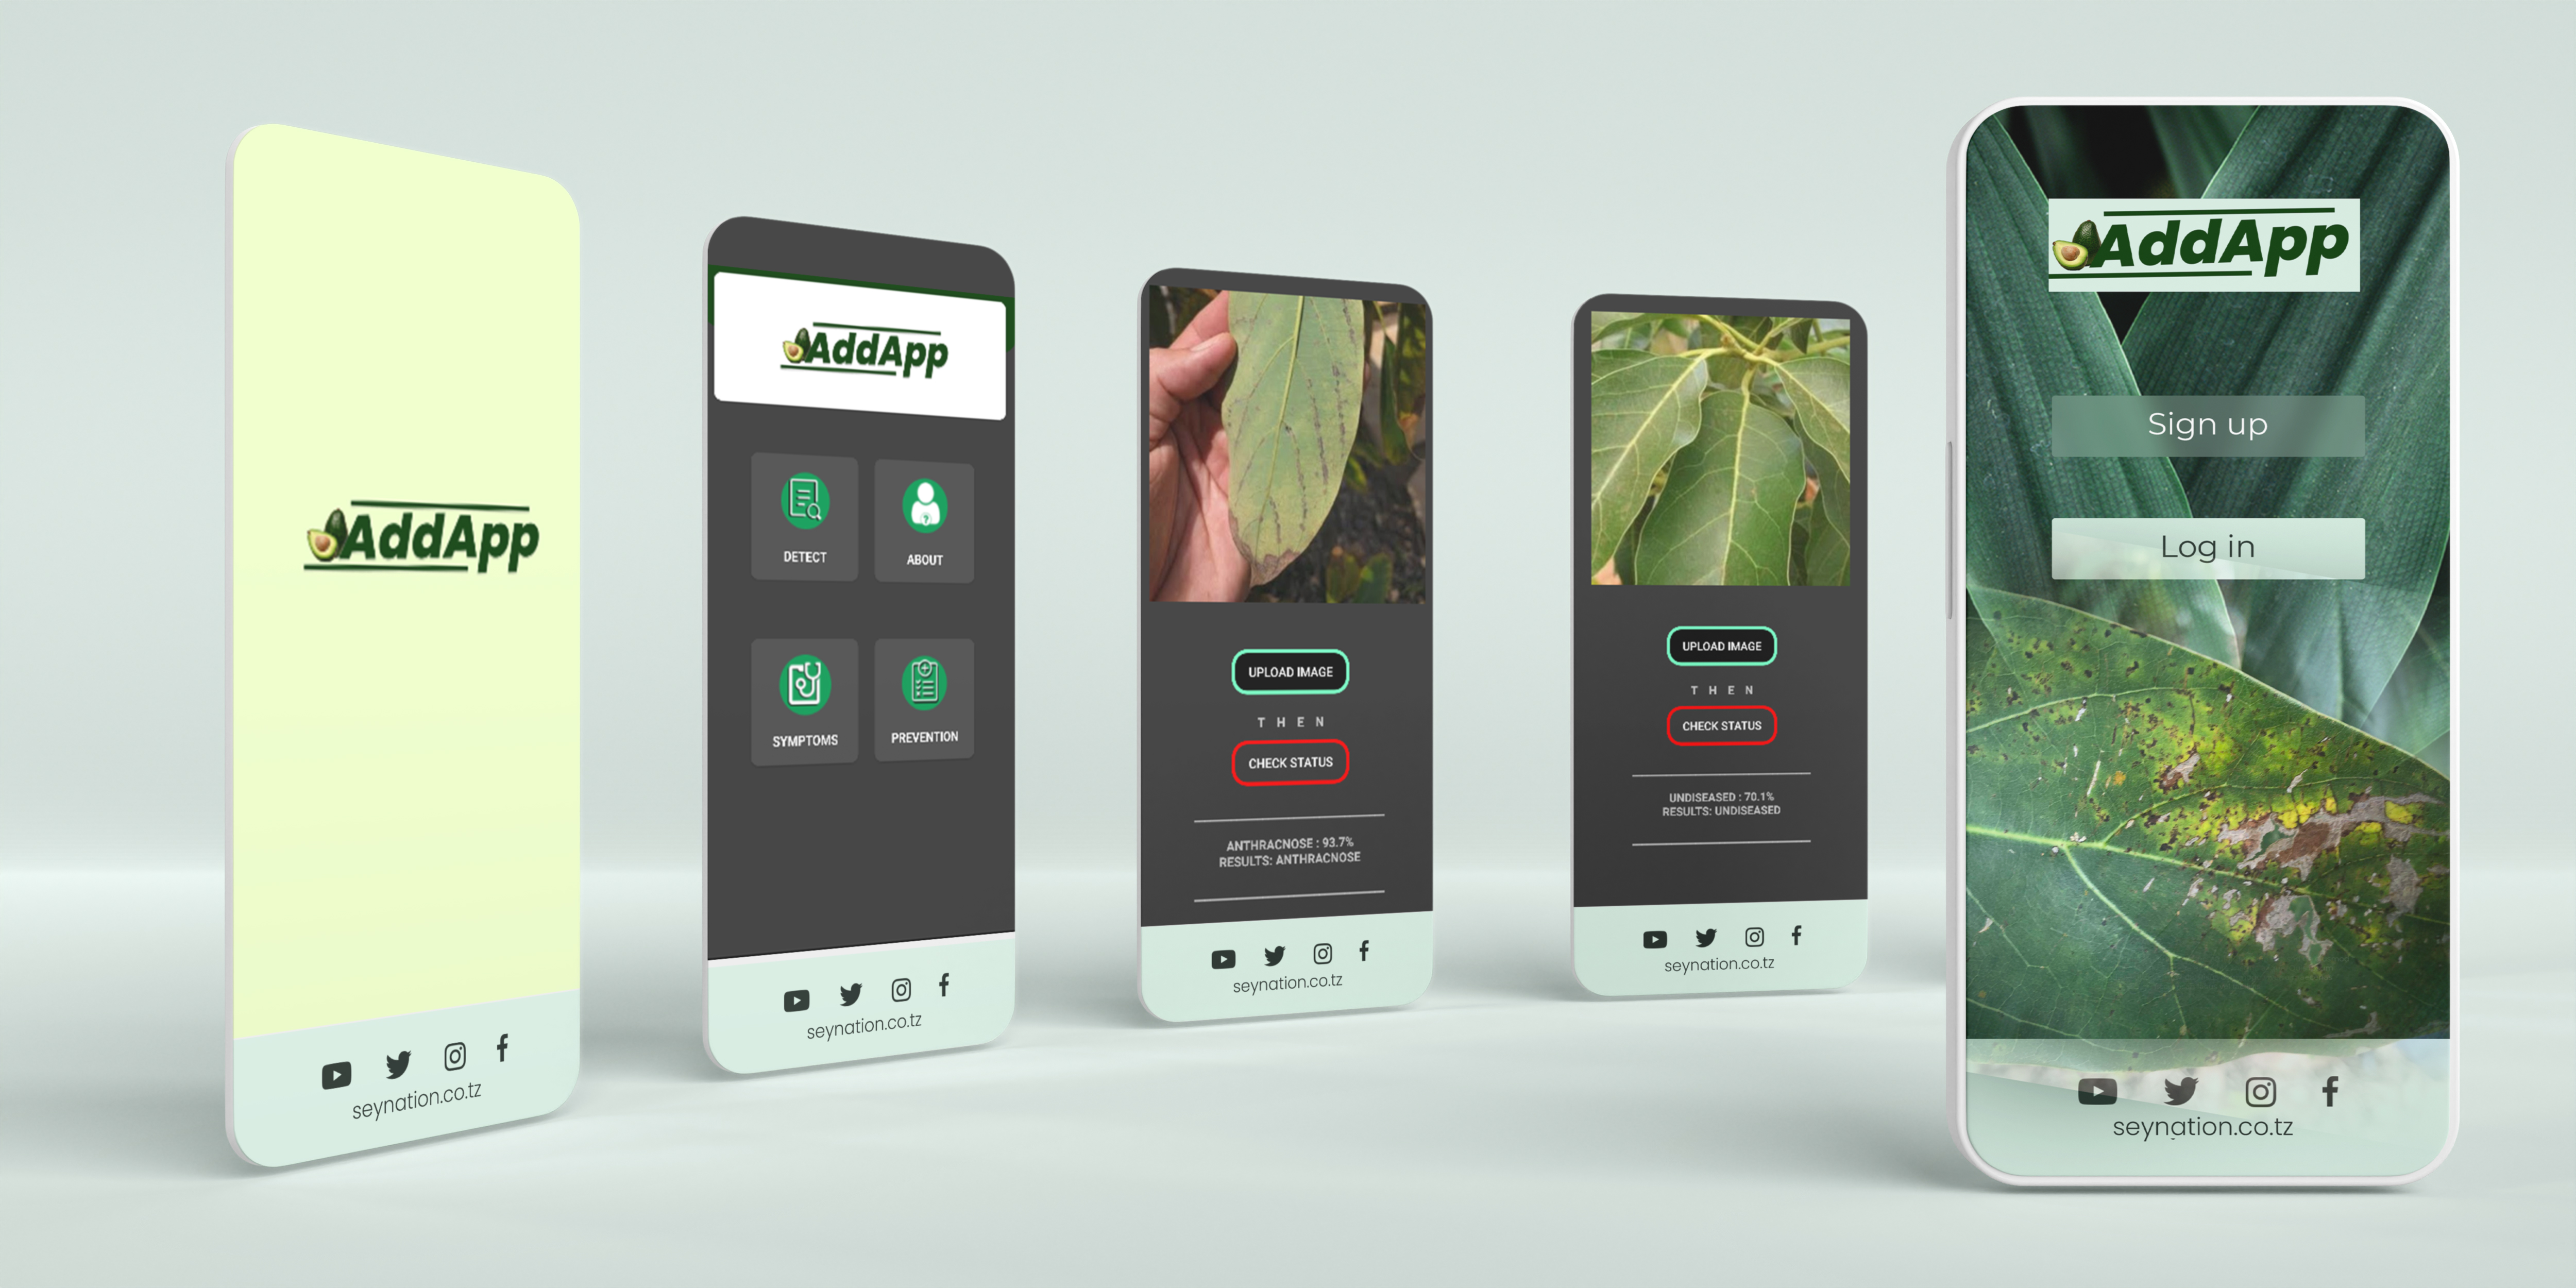 AddApp
seynation.co.tz
AddApp
DETECT
ABOUT
SYMPTOMS
PREVENTION
seynation.co.tz
UPLOAD IMAGE
THEN
CHECK STATUS
ANTHRACNOSE : 93.7%
RESULTS: ANTHRACNOSE
seynation.co.tz
UPLOAD IMAGE
THEN
CHECK STATUS
UNDISEASED : 70.1%
RESULTS: UNDISEASED
seynation.co.tz
AddApp
Sign up
Log in
seynation.co.tz